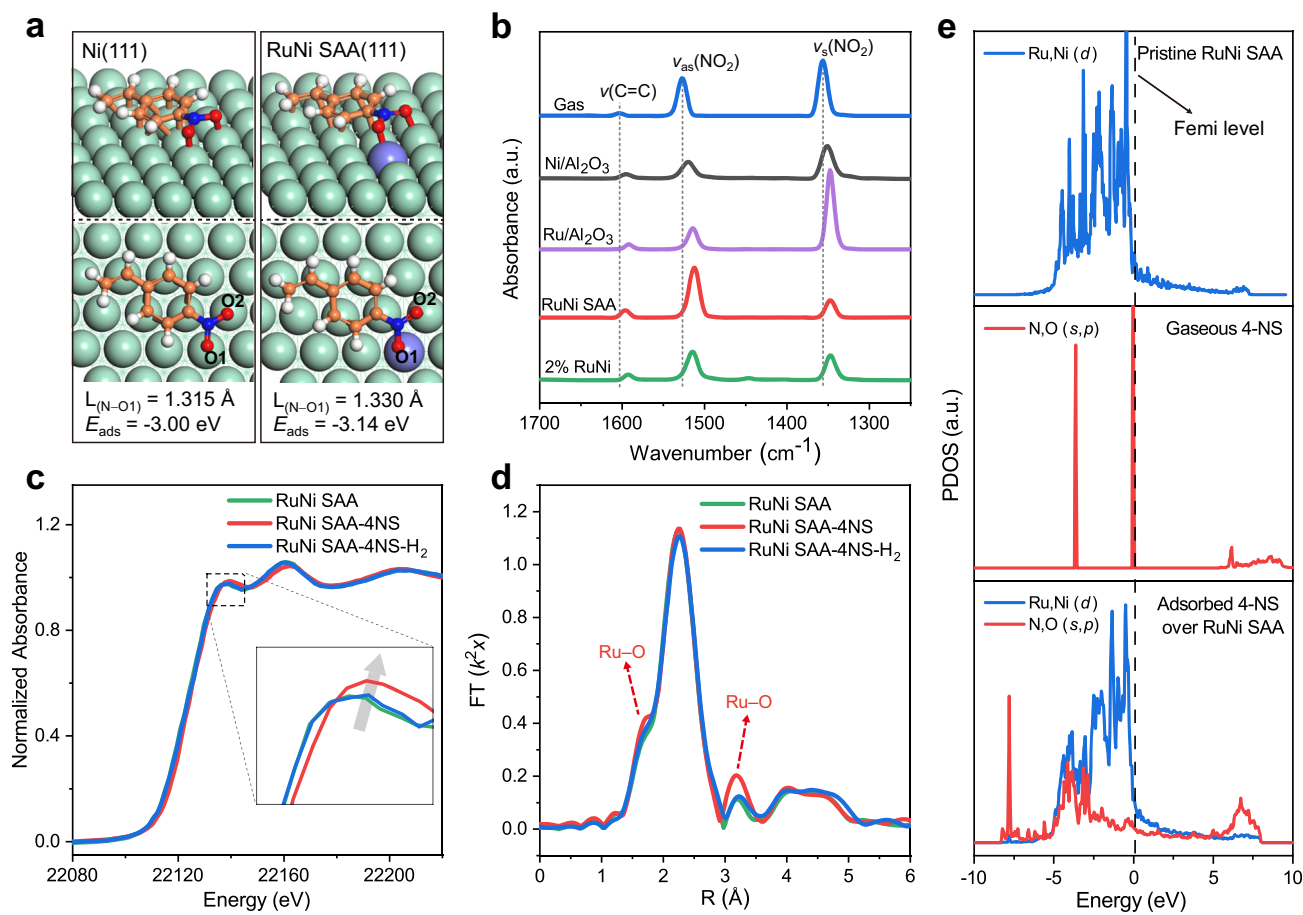 a
Ni(111)
RuNi SAA(111)
O2
O1
O2
O1
L(N–O1) = 1.315 Å
Eads = -3.00 eV
L(N–O1) = 1.330 Å
Eads = -3.14 eV
b
νs(NO2)
νas(NO2)
ν(C=C)
Gas
Ni/Al2O3
Ru/Al2O3
RuNi SAA
2% RuNi
Absorbance (a.u.)
1700
1600
1500
1400
1300
Wavenumber (cm⁻¹)
c
RuNi SAA
RuNi SAA-4NS
RuNi SAA-4NS-H2
1.2
0.8
0.4
0.0
Normalized Absorbance
22080
22120
22160
22200
Energy (eV)
d
RuNi SAA
RuNi SAA-4NS
RuNi SAA-4NS-H2
Ru–O
Ru–O
1.2
1.0
0.8
0.6
0.4
0.2
0.0
FT (k²x)
0
1
2
3
4
5
6
R (Å)
e
Ru,Ni (d)
Pristine RuNi SAA
Femi level
N,O (s,p)
Gaseous 4-NS
Ru,Ni (d)
N,O (s,p)
Adsorbed 4-NS
over RuNi SAA
PDOS (a.u.)
-10
-5
0
5
10
Energy (eV)